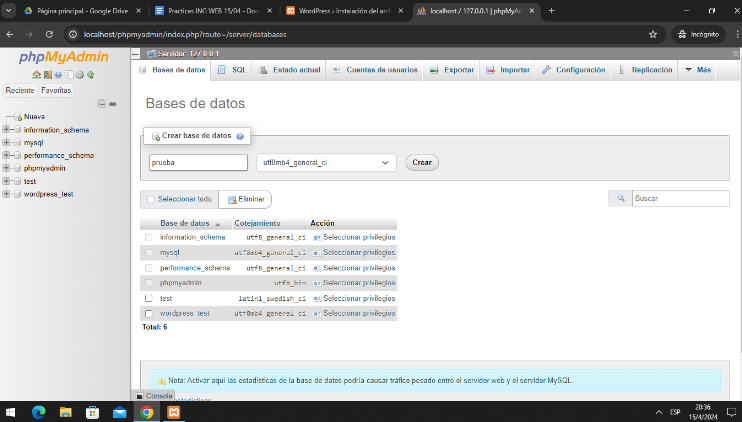 Página principal - Google Drive
Practicas ING WEB 15/04 - Doc
WordPress › Instalación del arc
localhost / 127.0.0.1 | phpMyAd
localhost/phpmyadmin/index.php?route=/server/databases
Incógnito
phpMyAdmin
Reciente
Favoritas
Nueva
information_schema
mysql
performance_schema
phpmyadmin
test
wordpress_test
Servidor: 127.0.0.1
Bases de datos
SQL
Estado actual
Cuentas de usuarios
Exportar
Importar
Configuración
Replicación
Más
Bases de datos
Crear base de datos
prueba
utf8mb4_general_ci
Crear
Seleccionar todo
Eliminar
Buscar
Base de datos Cotejamiento Acción
information_schema utf8_general_ci Seleccionar privilegios
mysql utf8mb4_general_ci Seleccionar privilegios
performance_schema utf8_general_ci Seleccionar privilegios
phpmyadmin utf8_bin Seleccionar privilegios
test latin1_swedish_ci Seleccionar privilegios
wordpress_test utf8mb4_general_ci Seleccionar privilegios
Total: 6
Nota: Activar aquí las estadísticas de la base de datos podría causar tráfico pesado entre el servidor web y el servidor MySQL.
Consola
ESP
20:36
15/4/2024